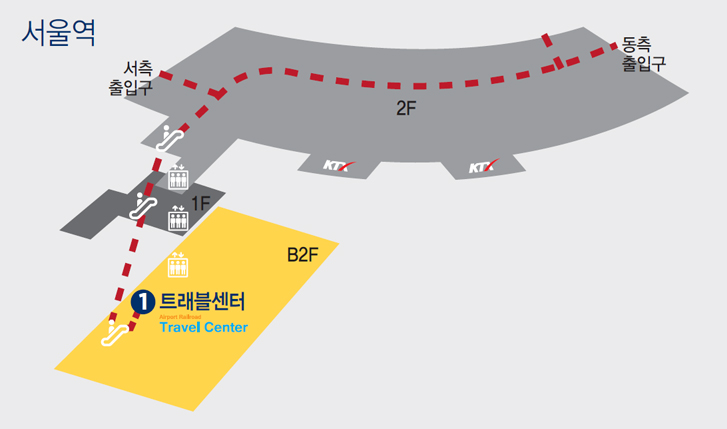 서울역
서측
출입구
동측
출입구
2F
KTX
KTX
1F
B2F
1 트래블센터
Airport Railroad
Travel Center